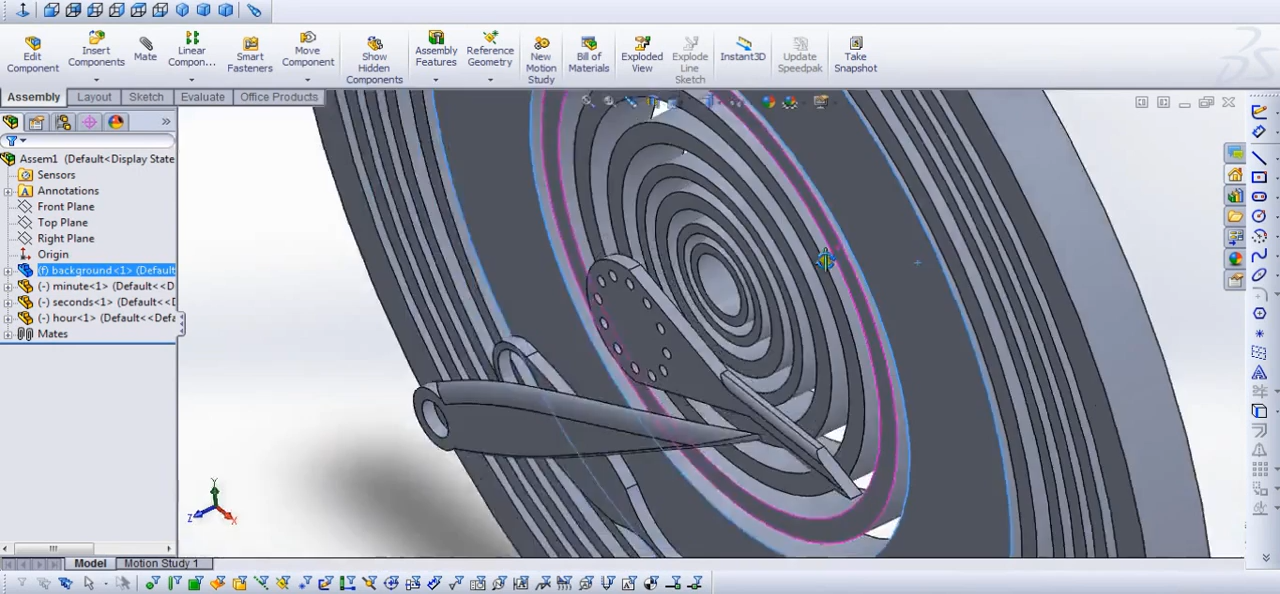 Edit Component
Insert Components
Mate
Linear Compon...
Smart Fasteners
Move Component
Show Hidden Components
Assembly Features
Reference Geometry
New Motion Study
Bill of Materials
Exploded View
Explode Line Sketch
Instant3D
Update Speedpak
Take Snapshot
Assembly
Layout
Sketch
Evaluate
Office Products
»
Assem1 (Default<Display State
Sensors
Annotations
Front Plane
Top Plane
Right Plane
Origin
(f) background<1> (Default
(-) minute<1> (Default<<D
(-) seconds<1> (Default<<D
(-) hour<1> (Default<<Defa
Mates
Y
Z
X
Model
Motion Study 1